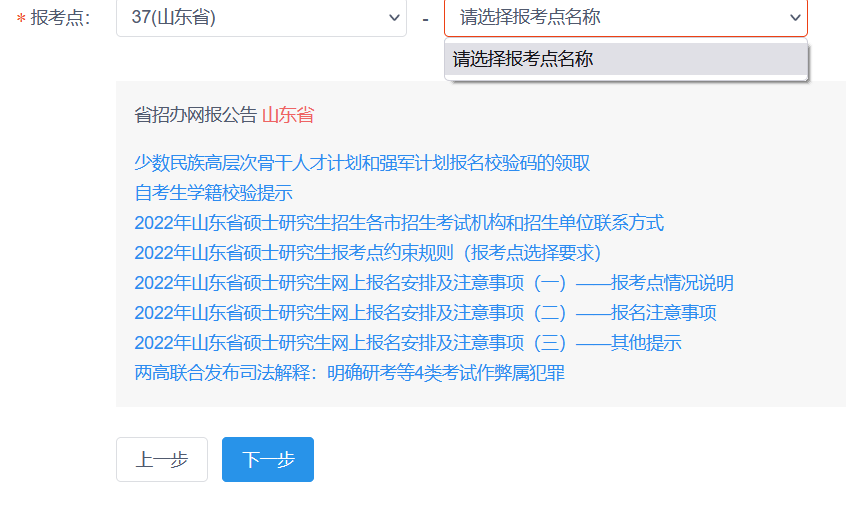 * 报考点： 37(山东省) - 请选择报考点名称
请选择报考点名称
省招办网报公告 山东省
少数民族高层次骨干人才计划和强军计划报名校验码的领取
自考生学籍校验提示
2022年山东省硕士研究生招生各市招生考试机构和招生单位联系方式
2022年山东省硕士研究生报考点约束规则（报考点选择要求）
2022年山东省硕士研究生网上报名安排及注意事项（一）——报考点情况说明
2022年山东省硕士研究生网上报名安排及注意事项（二）——报名注意事项
2022年山东省硕士研究生网上报名安排及注意事项（三）——其他提示
两高联合发布司法解释：明确研考等4类考试作弊属犯罪
上一步 下一步